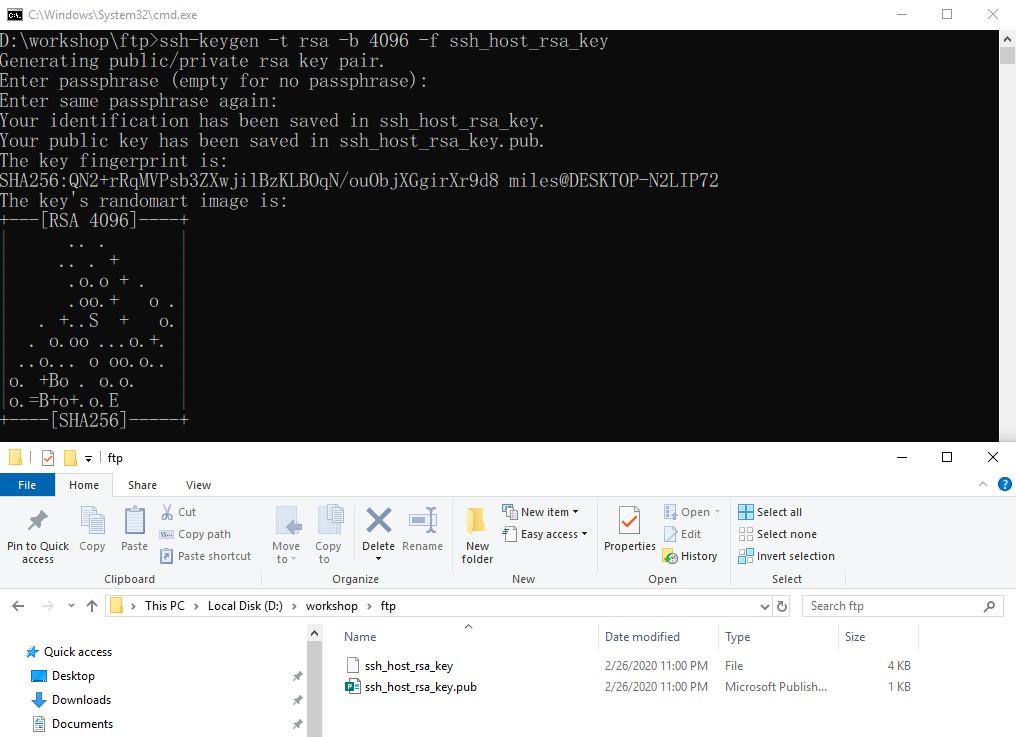 C:\Windows\System32\cmd.exe
D:\workshop\ftp>ssh-keygen -t rsa -b 4096 -f ssh_host_rsa_key
Generating public/private rsa key pair.
Enter passphrase (empty for no passphrase):
Enter same passphrase again:
Your identification has been saved in ssh_host_rsa_key.
Your public key has been saved in ssh_host_rsa_key.pub.
The key fingerprint is:
SHA256:QN2+rRqMVPsb3ZXwjilBzKLBOqN/ouObjXGgirXr9d8 miles@DESKTOP-N2LIP72
The key's randomart image is:
+---[RSA 4096]----+
|      .. .       |
|     .. . +      |
|      .o.o + .   |
|      .oo.+   o .|
|   . +..S  +   o.|
|  . o.oo ...o.+. |
| ..o... o oo.o.. |
|o. +Bo . o.o.    |
|o.=B+o+.o.E      |
+----[SHA256]-----+
ftp
File Home Share View
Pin to Quick access
Copy
Paste
Cut
Copy path
Paste shortcut
Clipboard
Move to
Copy to
Delete
Rename
Organize
New folder
New item
Easy access
New
Properties
Open
Edit
History
Open
Select all
Select none
Invert selection
Select
This PC > Local Disk (D:) > workshop > ftp
Search ftp
Quick access
Desktop
Downloads
Documents
Name Date modified Type Size
ssh_host_rsa_key 2/26/2020 11:00 PM File 4 KB
ssh_host_rsa_key.pub 2/26/2020 11:00 PM Microsoft Publish... 1 KB